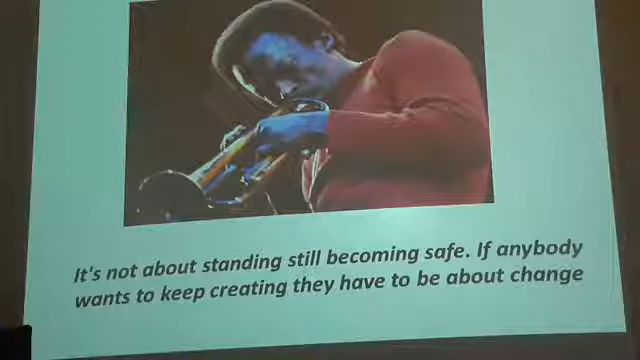 It's not about standing still becoming safe. If anybody
wants to keep creating they have to be about change